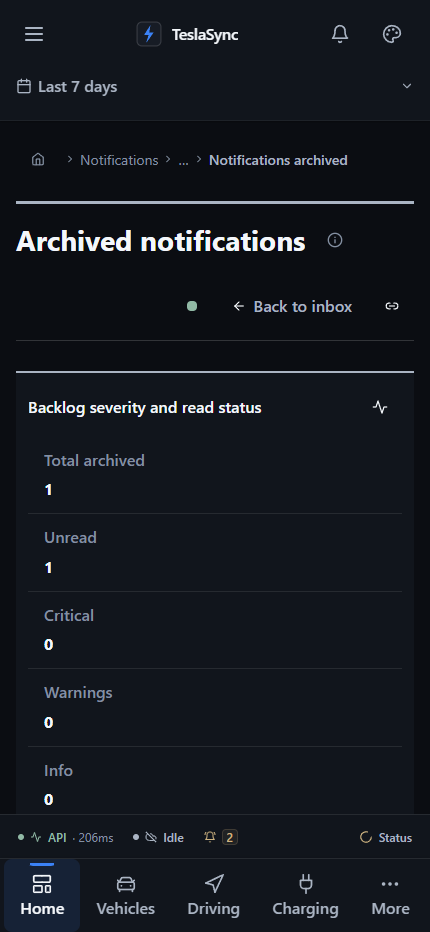 TeslaSync
Last 7 days
Notifications ... Notifications archived
Archived notifications
Back to inbox
Backlog severity and read status
Total archived
1
Unread
1
Critical
0
Warnings
0
Info
0
API · 206ms Idle 2 Status
Home Vehicles Driving Charging More